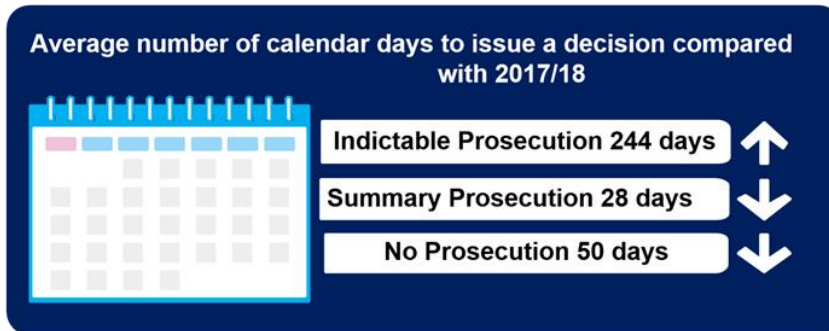 Average number of calendar days to issue a decision compared
with 2017/18
Indictable Prosecution 244 days
Summary Prosecution 28 days
No Prosecution 50 days